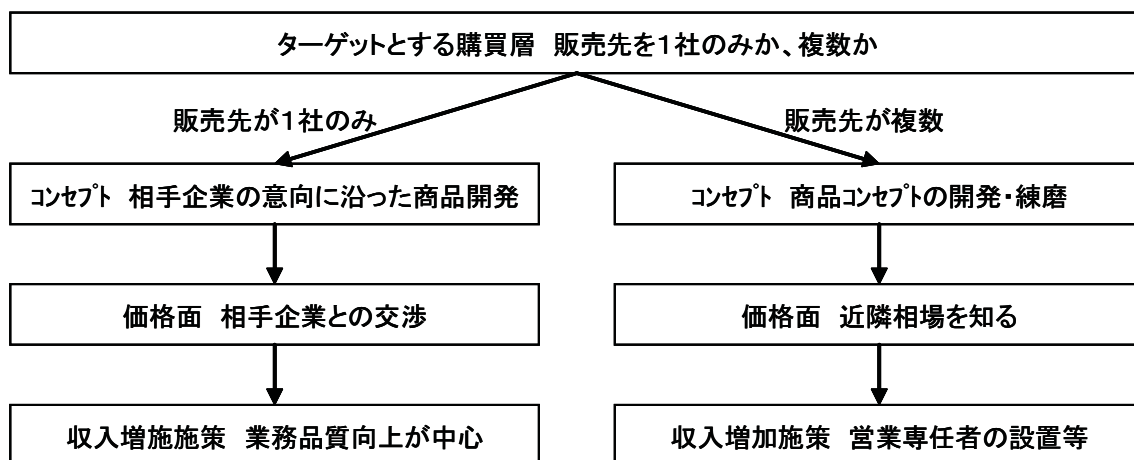 ターゲットとする購買層 販売先を1社のみか、複数か
販売先が1社のみ
販売先が複数
コンセプト 相手企業の意向に沿った商品開発
コンセプト 商品コンセプトの開発・練磨
価格面 相手企業との交渉
価格面 近隣相場を知る
収入増施施策 業務品質向上が中心
収入増加施策 営業専任者の設置等